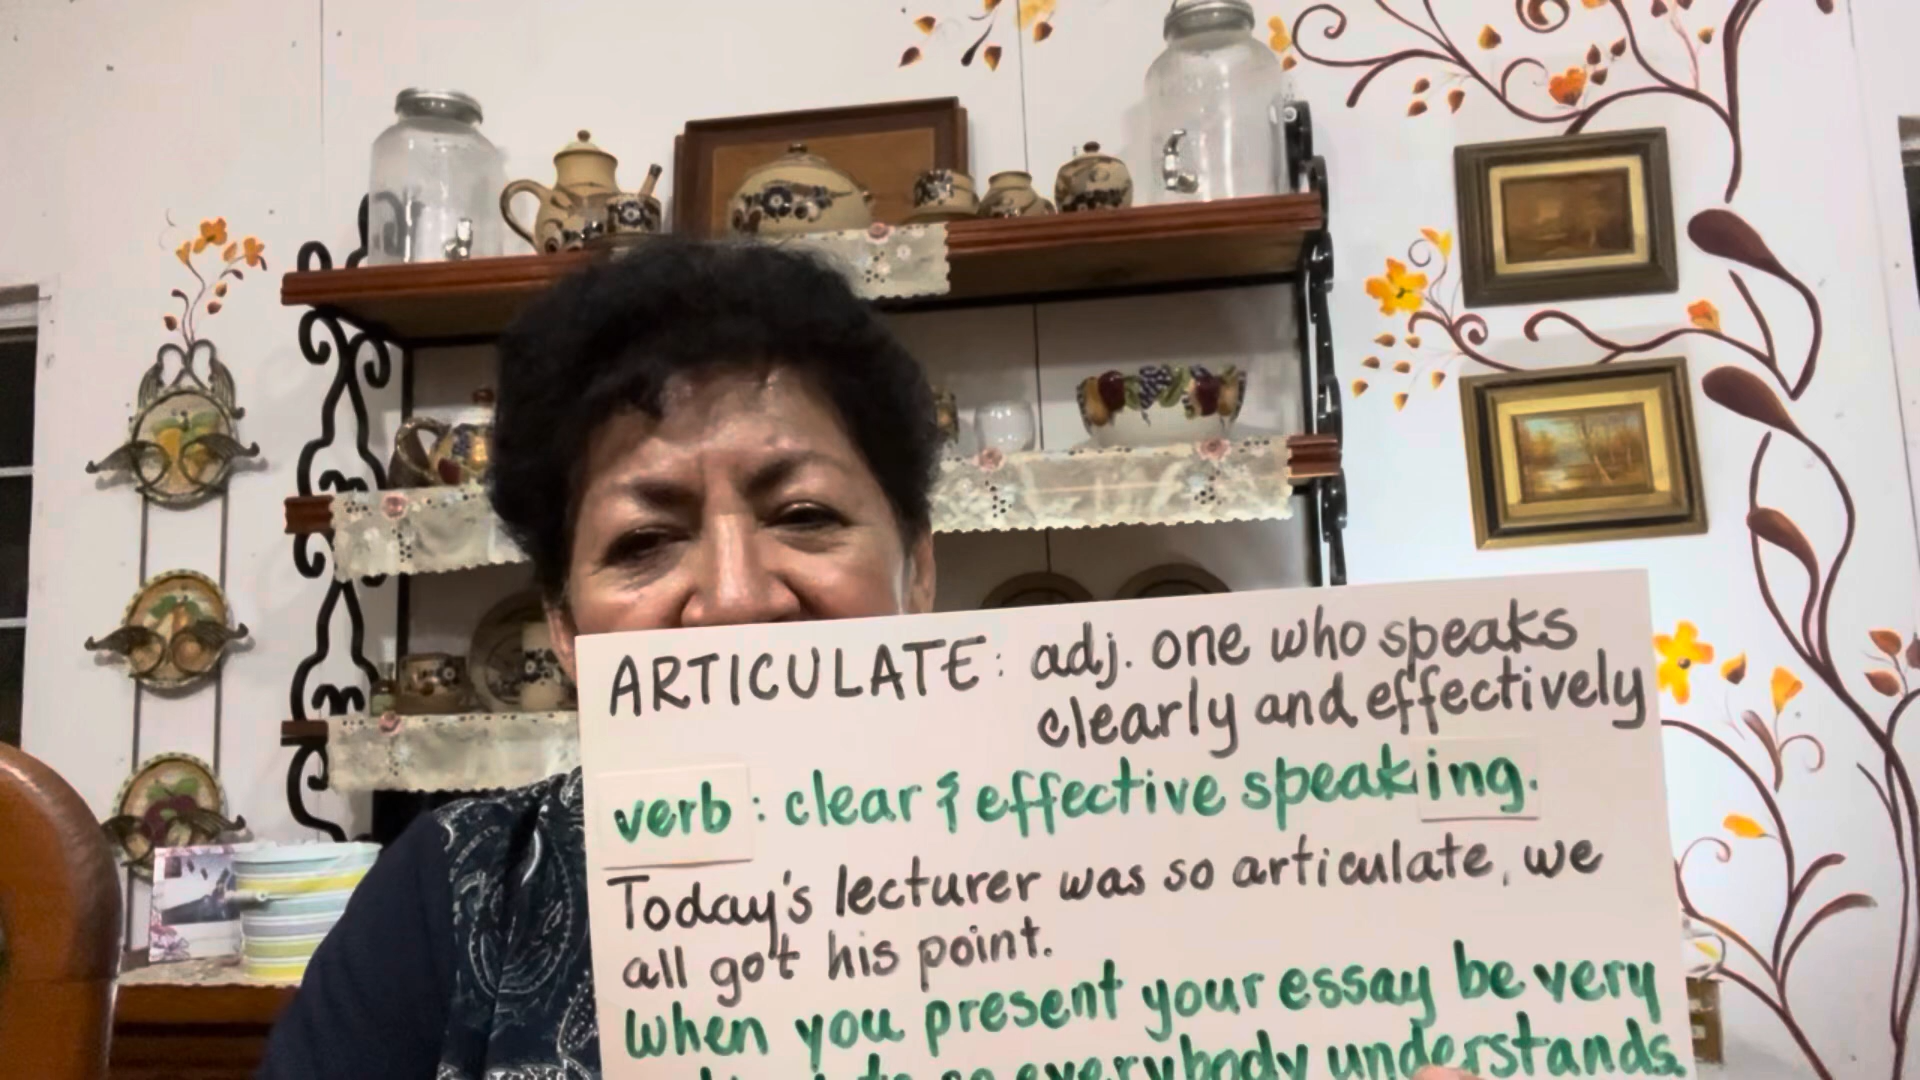 ARTICULATE: adj. one who speaks
clearly and effectively
verb: clear & effective speaking.
Today's lecturer was so articulate, we
all got his point.
When you present your essay be very
so everybody understands.